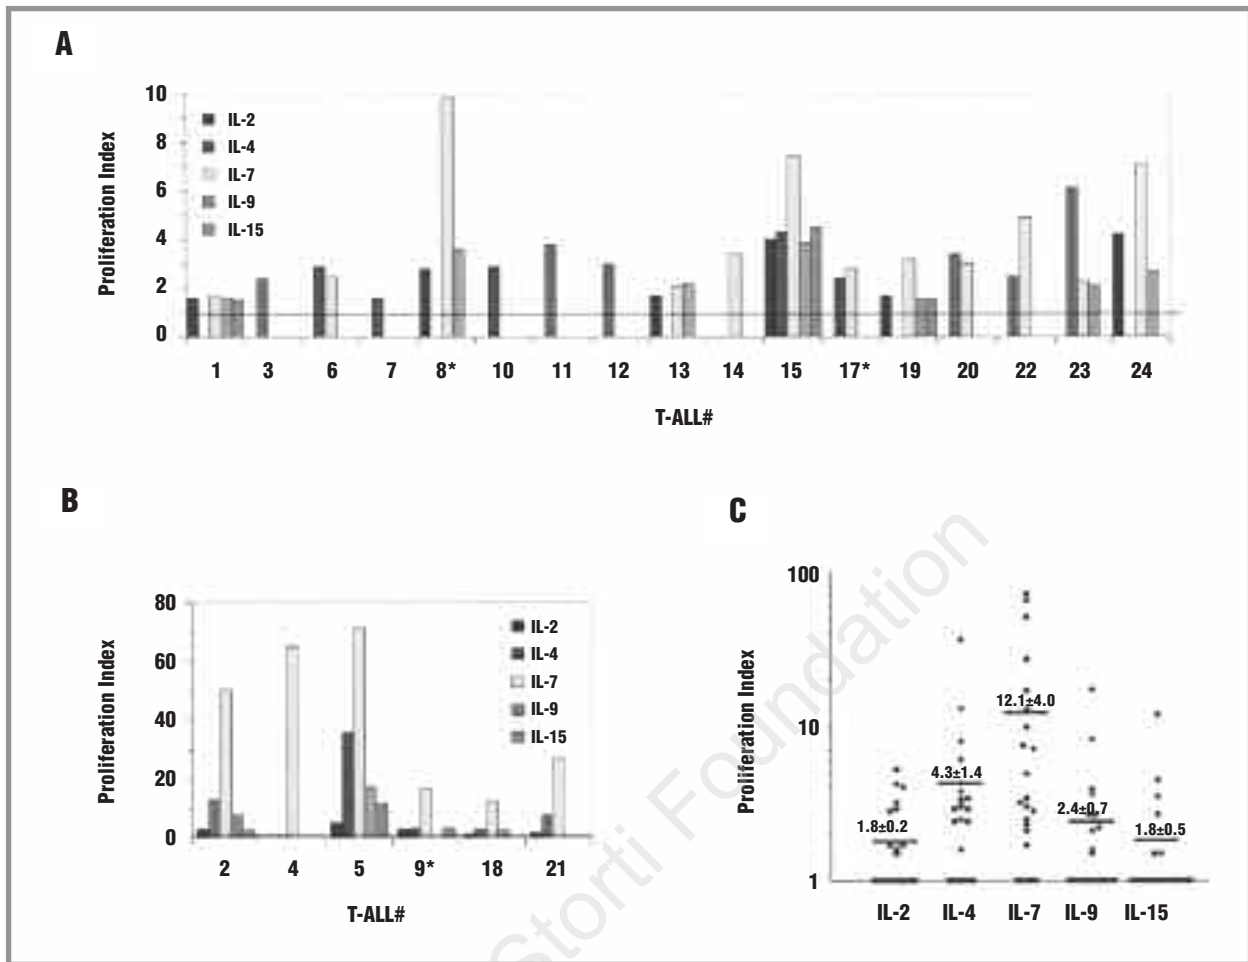 A
Proliferation Index
10
8
6
4
2
0
IL-2
IL-4
IL-7
IL-9
IL-15
1 3 6 7 8* 10 11 12 13 14 15 17* 19 20 22 23 24
T-ALL#
B
Proliferation Index
80
60
40
20
0
IL-2
IL-4
IL-7
IL-9
IL-15
2 4 5 9* 18 21
T-ALL#
C
Proliferation Index
100
10
1
1.8±0.2
4.3±1.4
12.1±4.0
2.4±0.7
1.8±0.5
IL-2 IL-4 IL-7 IL-9 IL-15
Storti Foundation